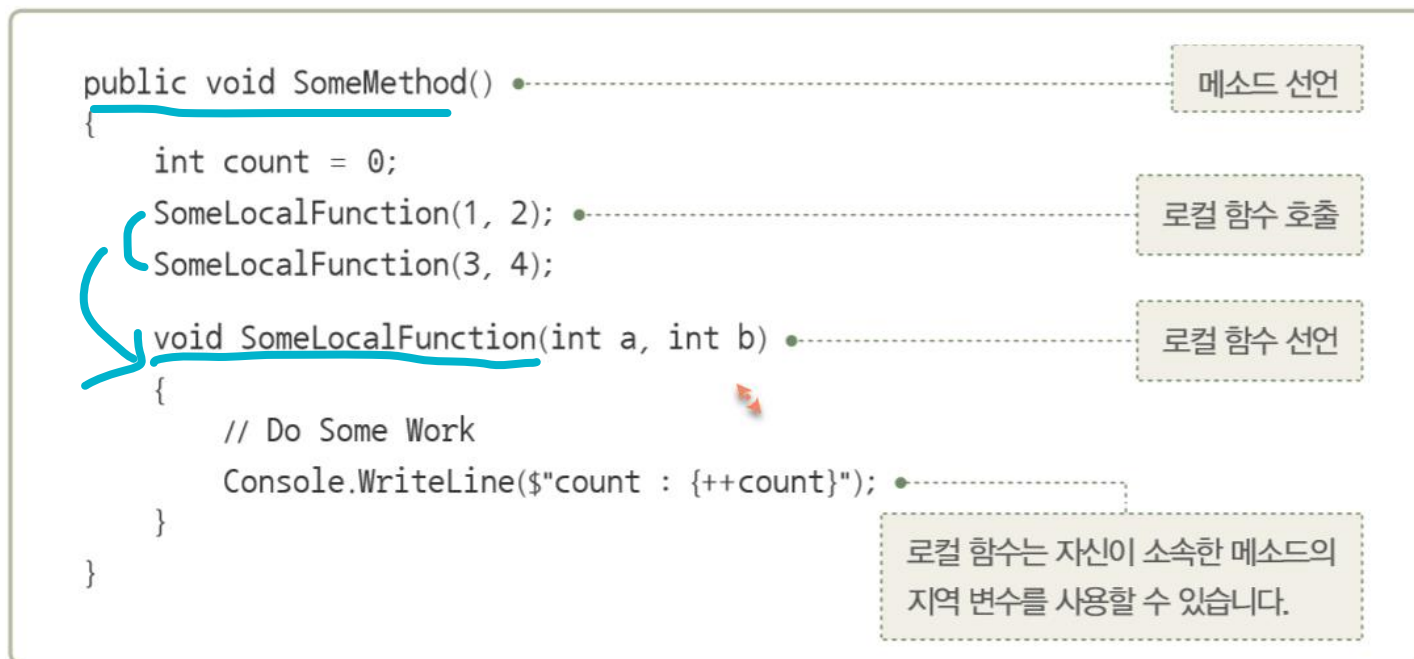 public void SomeMethod()
메소드 선언
{
int count = 0;
SomeLocalFunction(1, 2);
로컬 함수 호출
SomeLocalFunction(3, 4);
void SomeLocalFunction(int a, int b)
로컬 함수 선언
{
// Do Some Work
Console.WriteLine($"count : {++count}");
}
로컬 함수는 자신이 소속한 메소드의
지역 변수를 사용할 수 있습니다.
}